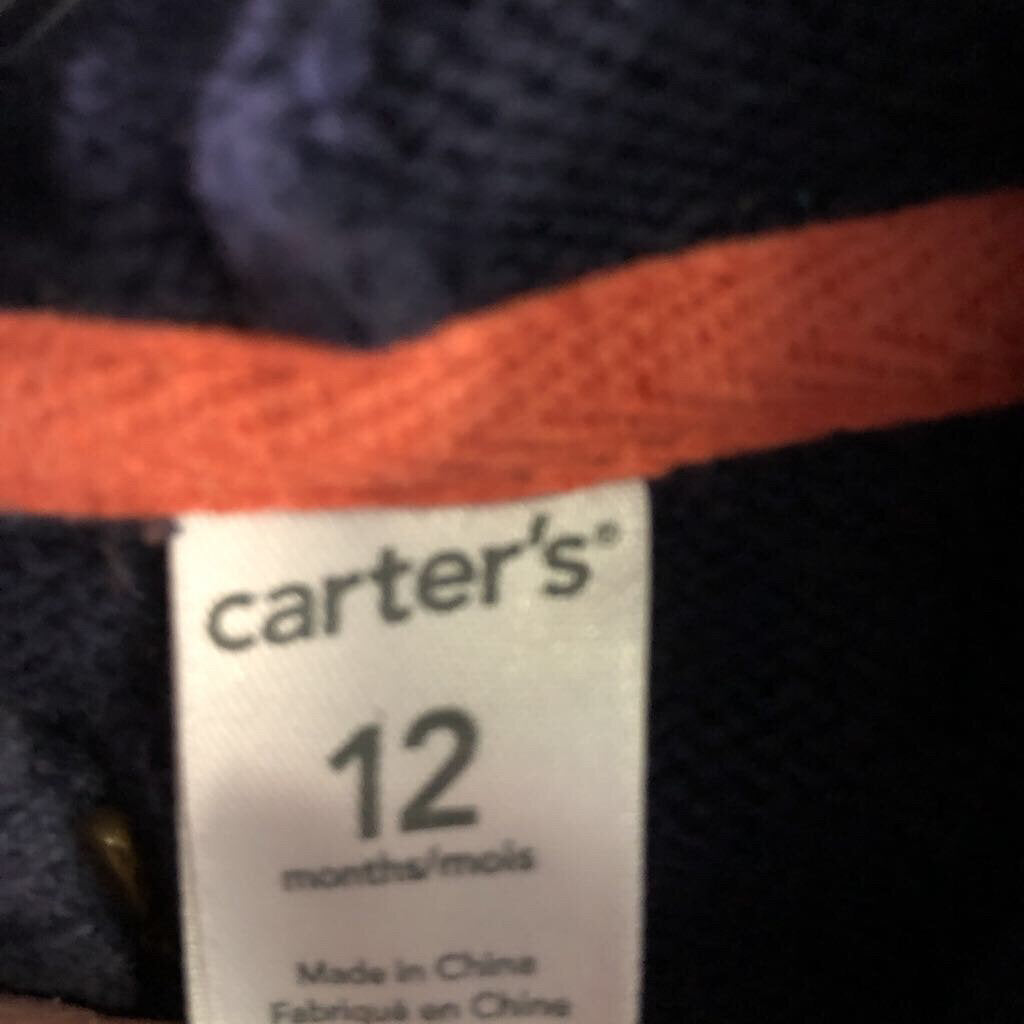 carter's®
12
months/mois
Made in China
Fabriqué en Chine